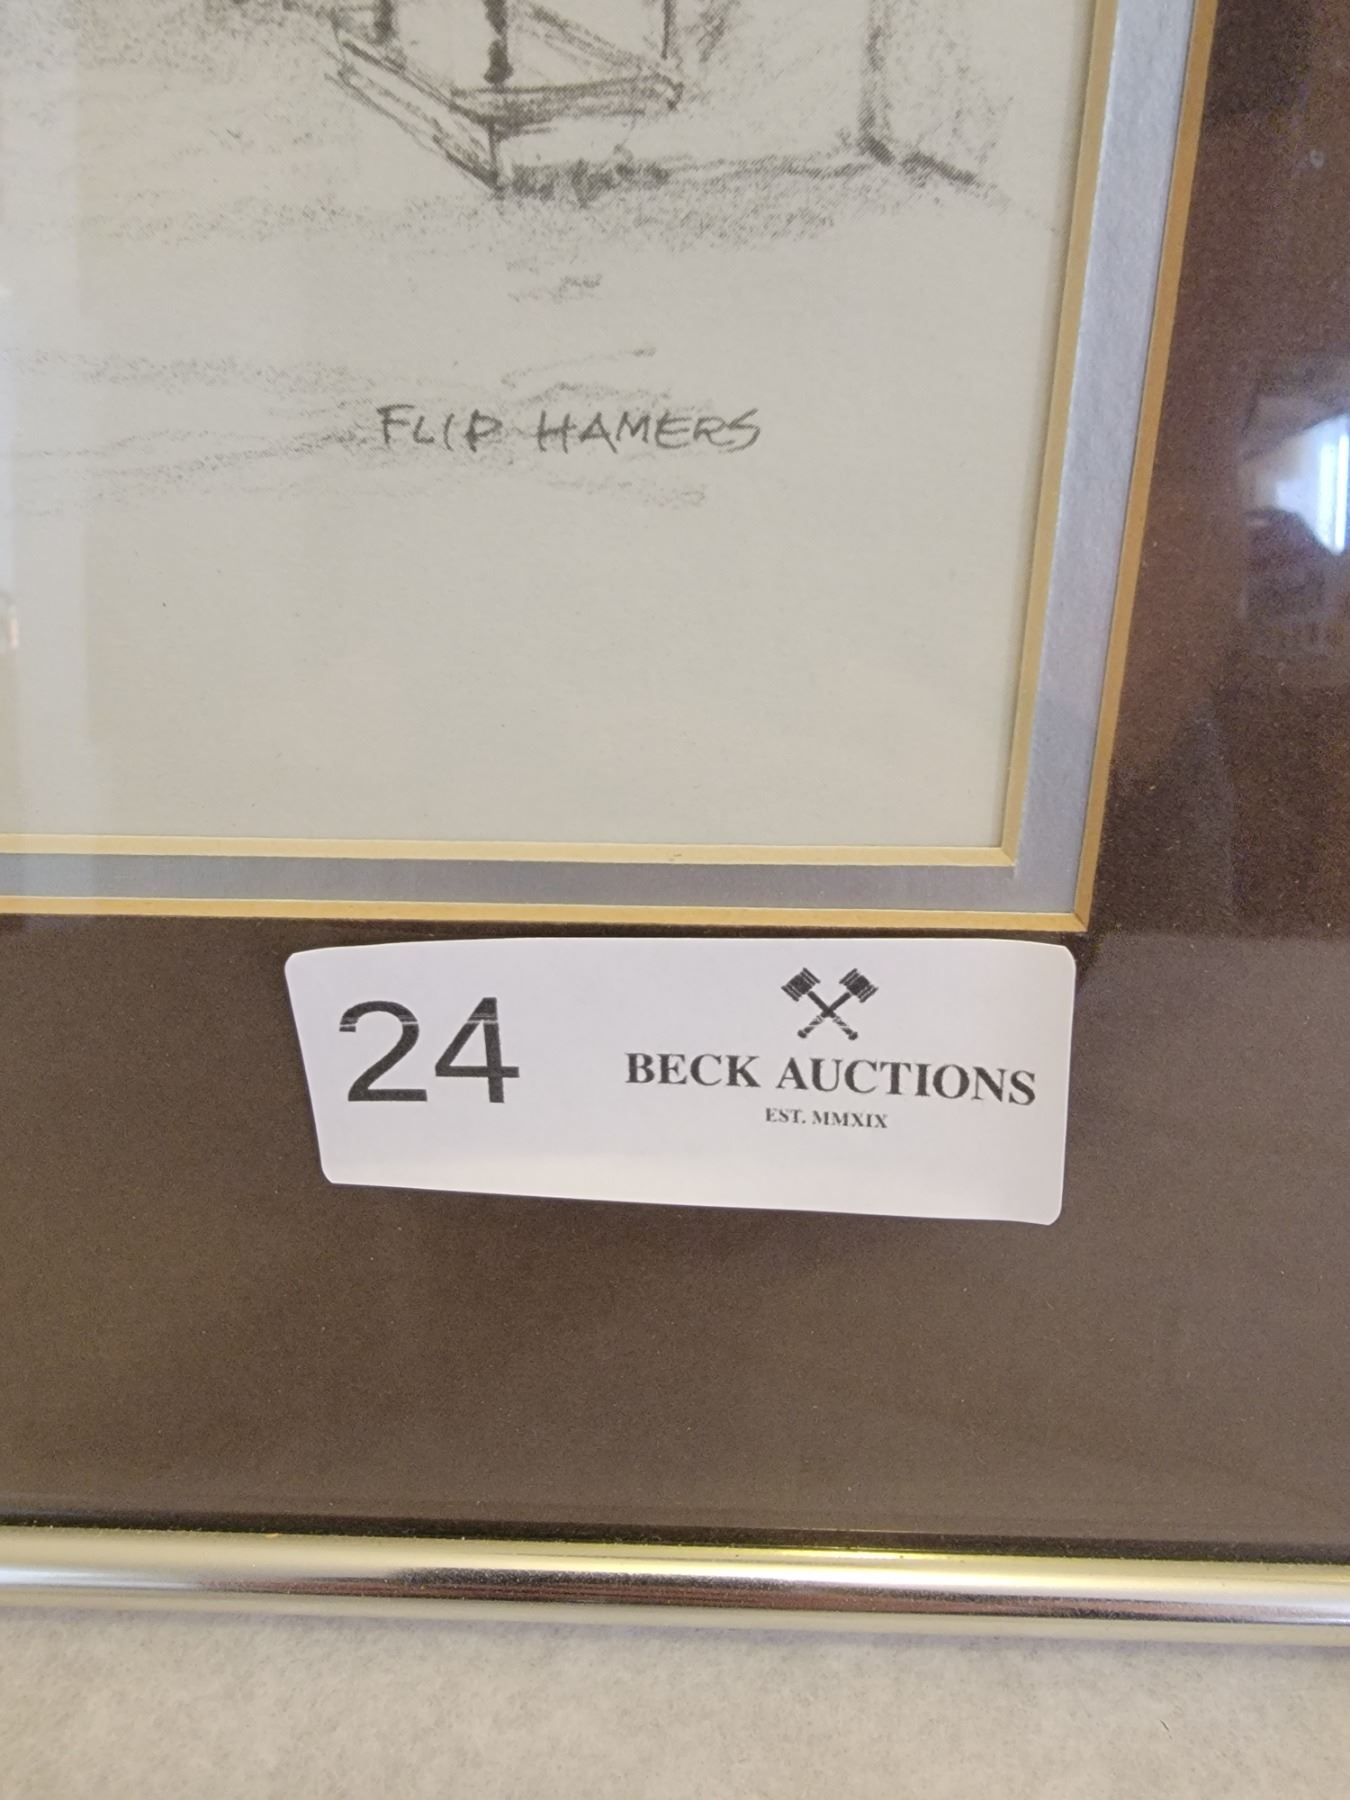 FLIP HAMERS
24
BECK AUCTIONS
EST. MMXIX